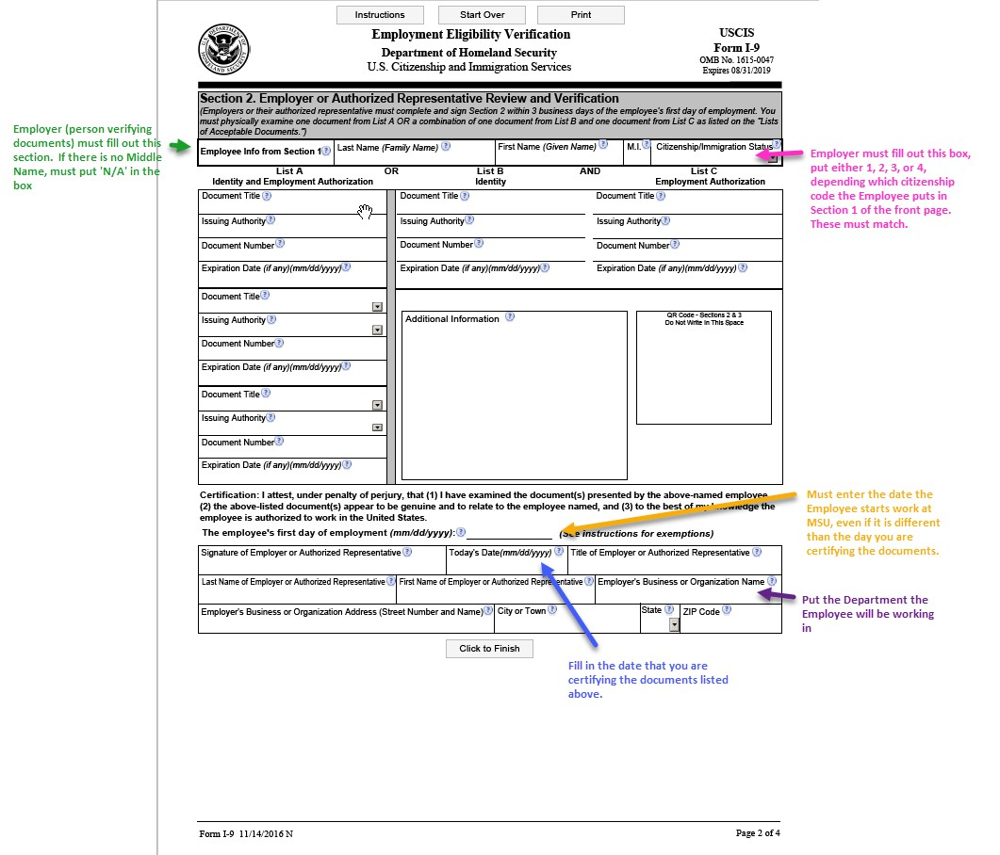 Instructions
Start Over
Print
Employment Eligibility Verification
Department of Homeland Security
U.S. Citizenship and Immigration Services
USCIS
Form I-9
OMB No. 1615-0047
Expires 08/31/2019
Section 2. Employer or Authorized Representative Review and Verification
(Employers or their authorized representative must complete and sign Section 2 within 3 business days of the employee's first day of employment. You
must physically examine one document from List A OR a combination of one document from List B and one document from List C as listed on the "Lists
of Acceptable Documents.")
Employer (person verifying
documents) must fill out this
section. If there is no Middle
Name, must put 'N/A' in the
box
Employee Info from Section 1 ?
Last Name (Family Name) ?
First Name (Given Name) ?
M.I. ?
Citizenship/Immigration Status ?
Employer must fill out this box,
put either 1, 2, 3, or 4,
depending which citizenship
code the Employee puts in
Section 1 of the front page.
These must match.
List A OR List B AND List C
Identity and Employment Authorization Identity Employment Authorization
Document Title ? Document Title ? Document Title ?
Issuing Authority ? Issuing Authority ? Issuing Authority ?
Document Number ? Document Number ? Document Number ?
Expiration Date (if any)(mm/dd/yyyy) ? Expiration Date (if any)(mm/dd/yyyy) ? Expiration Date (if any)(mm/dd/yyyy) ?
Document Title ?
Issuing Authority ?
Document Number ?
Expiration Date (if any)(mm/dd/yyyy) ?
Document Title ?
Issuing Authority ?
Document Number ?
Expiration Date (if any)(mm/dd/yyyy) ?
Additional Information ?
QR Code - Sections 2 & 3
Do Not Write In This Space
Certification: I attest, under penalty of perjury, that (1) I have examined the document(s) presented by the above-named employee,
(2) the above-listed document(s) appear to be genuine and to relate to the employee named, and (3) to the best of my knowledge the
employee is authorized to work in the United States.
The employee's first day of employment (mm/dd/yyyy): ? (See instructions for exemptions)
Must enter the date the
Employee starts work at
MSU, even if it is different
than the day you are
certifying the documents.
Signature of Employer or Authorized Representative ? Today's Date(mm/dd/yyyy) ? Title of Employer or Authorized Representative ?
Last Name of Employer or Authorized Representative ? First Name of Employer or Authorized Representative ? Employer's Business or Organization Name ?
Employer's Business or Organization Address (Street Number and Name) ? City or Town ? State ? ZIP Code ?
Put the Department the
Employee will be working
in
Click to Finish
Fill in the date that you are
certifying the documents listed
above.
Form I-9 11/14/2016 N
Page 2 of 4